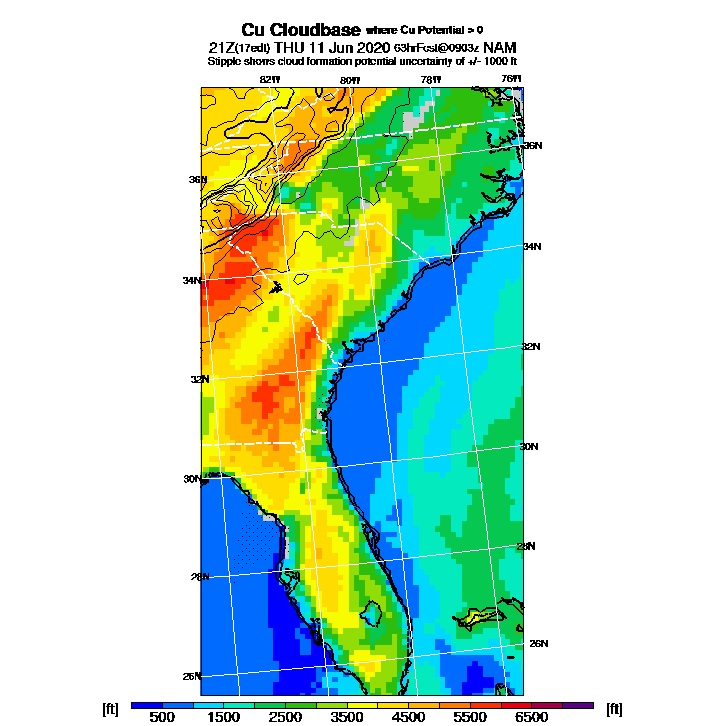 Cu Cloudbase where Cu Potential > 0
21Z(17edt) THU 11 Jun 2020 63hrFcst@0903z NAM
Stipple shows cloud formation potential uncertainty of +/- 1000 ft
82W 80W 78W 76W
36N
36N
34N
34N
32N
32N
30N
30N
28N
28N
26N
26N
[ft] [ft]
500 1500 2500 3500 4500 5500 6500